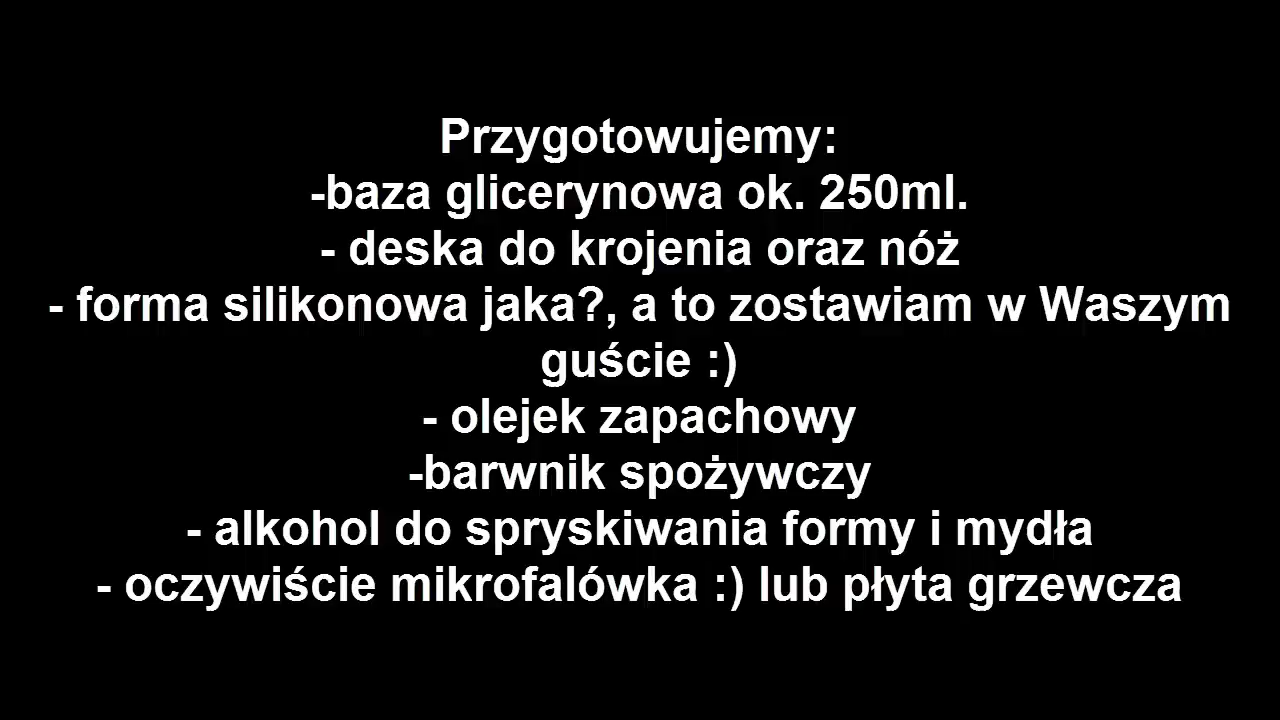 Przygotowujemy:
-baza glicerynowa ok. 250ml.
- deska do krojenia oraz nóż
- forma silikonowa jaka?, a to zostawiam w Waszym
guście :)
- olejek zapachowy
-barwnik spożywczy
- alkohol do spryskiwania formy i mydła
- oczywiście mikrofalówka :) lub płyta grzewcza